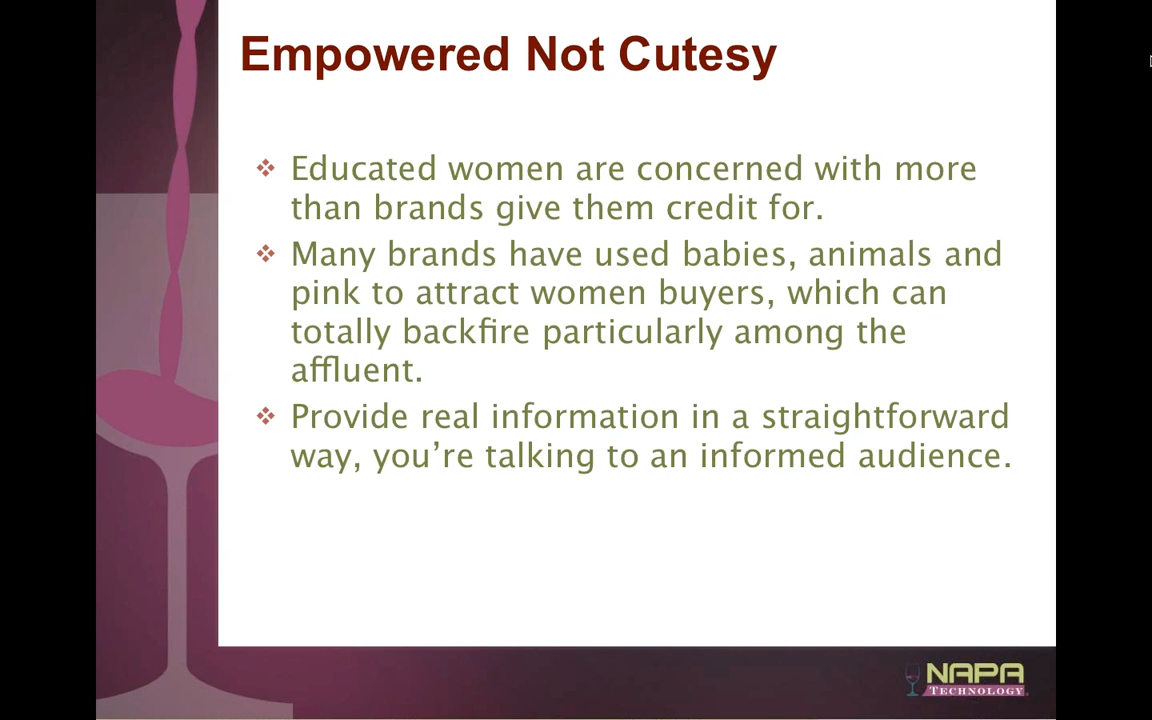 Empowered Not Cutesy
Educated women are concerned with more
than brands give them credit for.
Many brands have used babies, animals and
pink to attract women buyers, which can
totally backfire particularly among the
affluent.
Provide real information in a straightforward
way, you’re talking to an informed audience.
NAPA
TECHNOLOGY